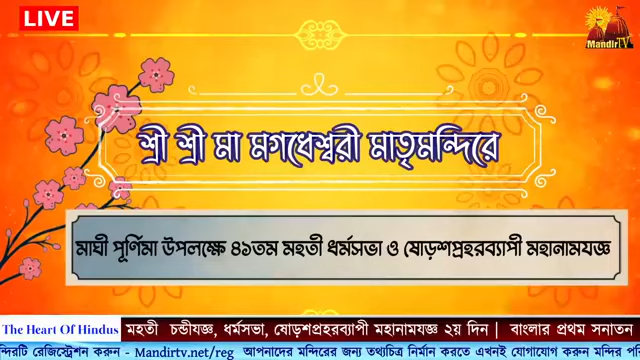 LIVE
MandirTV
শ্রী শ্রী মা মগধেশ্বরী মাতৃমন্দিরে
মাঘী পূর্ণিমা উপলক্ষে ৪১তম মহতী ধর্মসভা ও ষোড়শপ্রহরব্যাপী মহানামযজ্ঞ
The Heart Of Hindus মহতী চন্ডীযজ্ঞ, ধর্মসভা, ষোড়শপ্রহরব্যাপী মহানামযজ্ঞ ২য় দিন | বাংলার প্রথম সনাতন
রেজিস্ট্রেশন করুন - Mandirtv.net/reg আপনাদের মন্দিরের জন্য তথ্যচিত্র নির্মান করতে এখনই যোগাযোগ করুন মন্দির